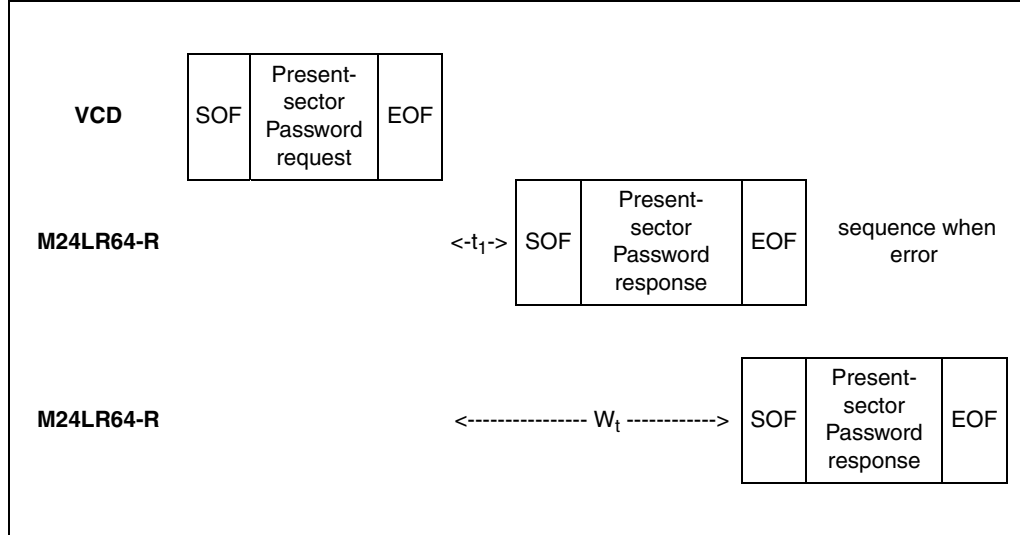 VCD
SOF
Present-
sector
Password
request
EOF
M24LR64-R
<-t1->
SOF
Present-
sector
Password
response
EOF
sequence when
error
M24LR64-R
<---------------- Wt ------------>
SOF
Present-
sector
Password
response
EOF